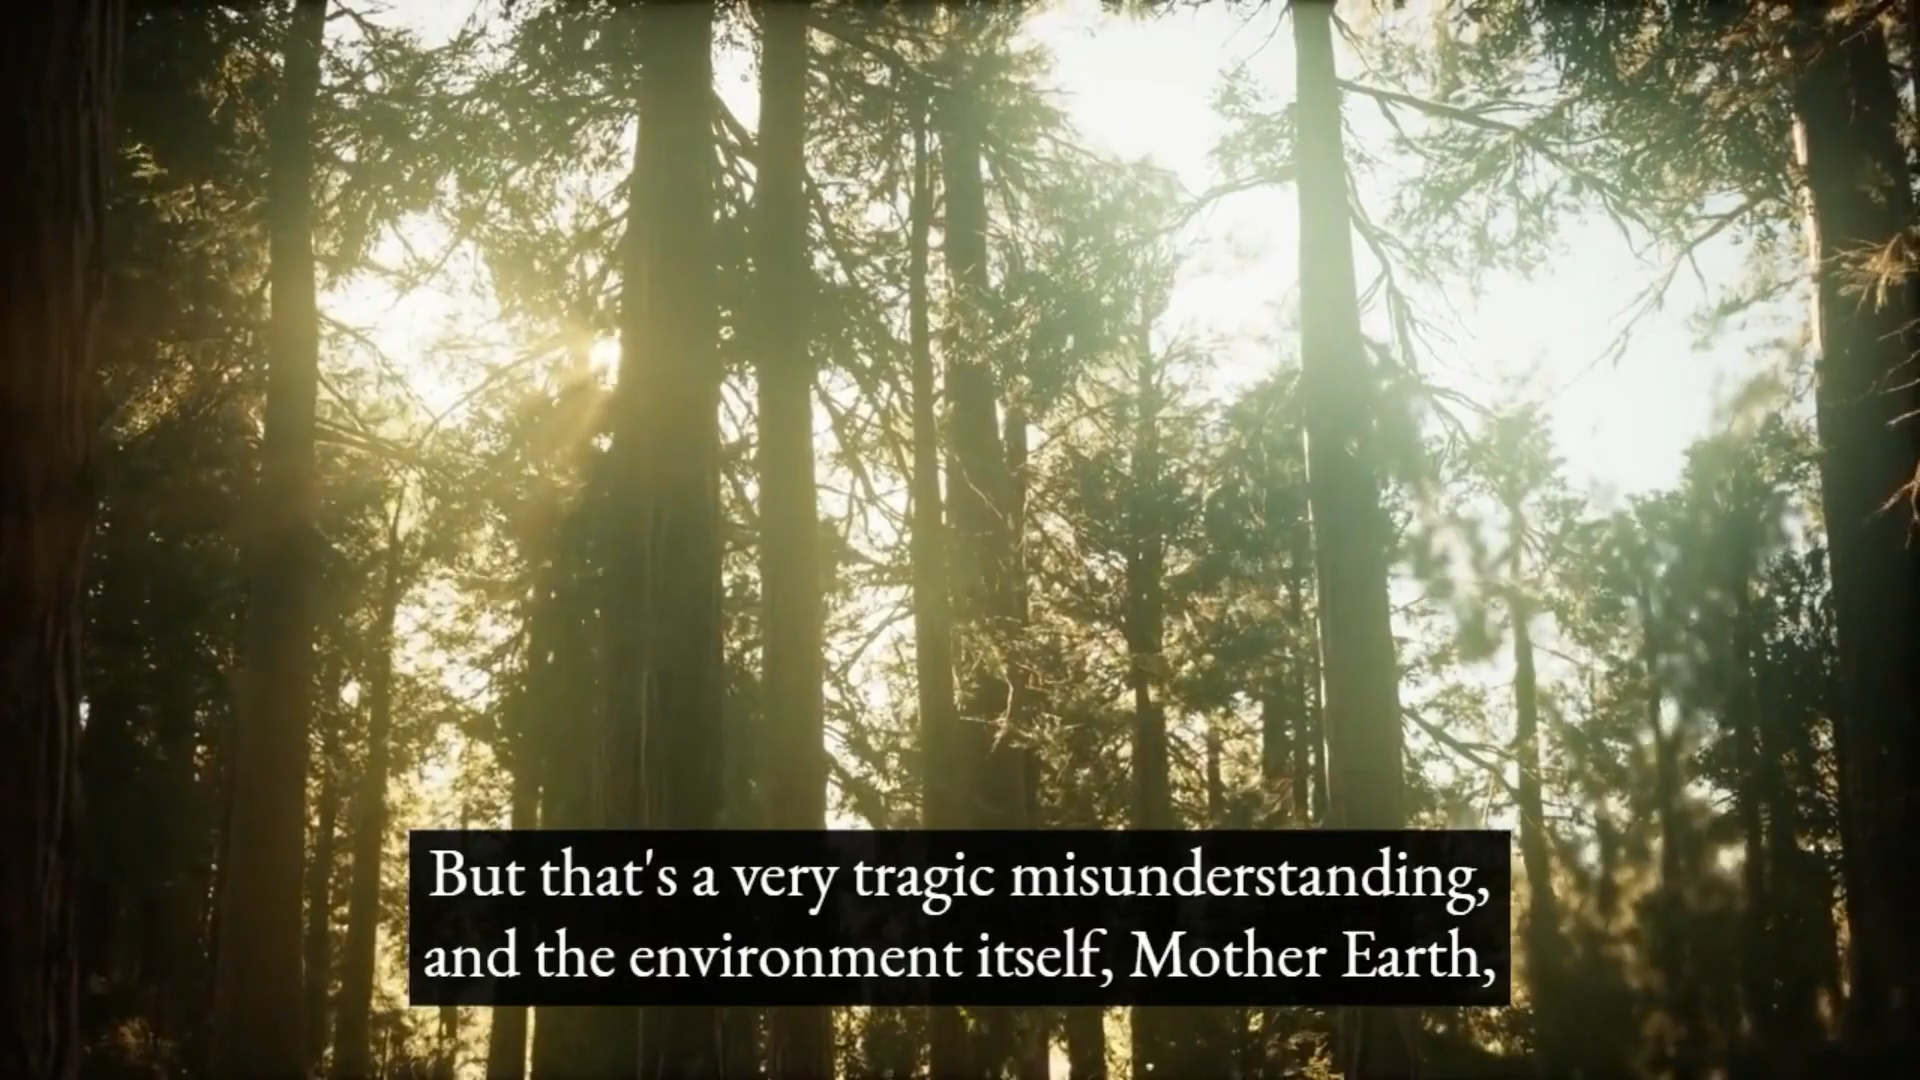 But that's a very tragic misunderstanding,
and the environment itself, Mother Earth,